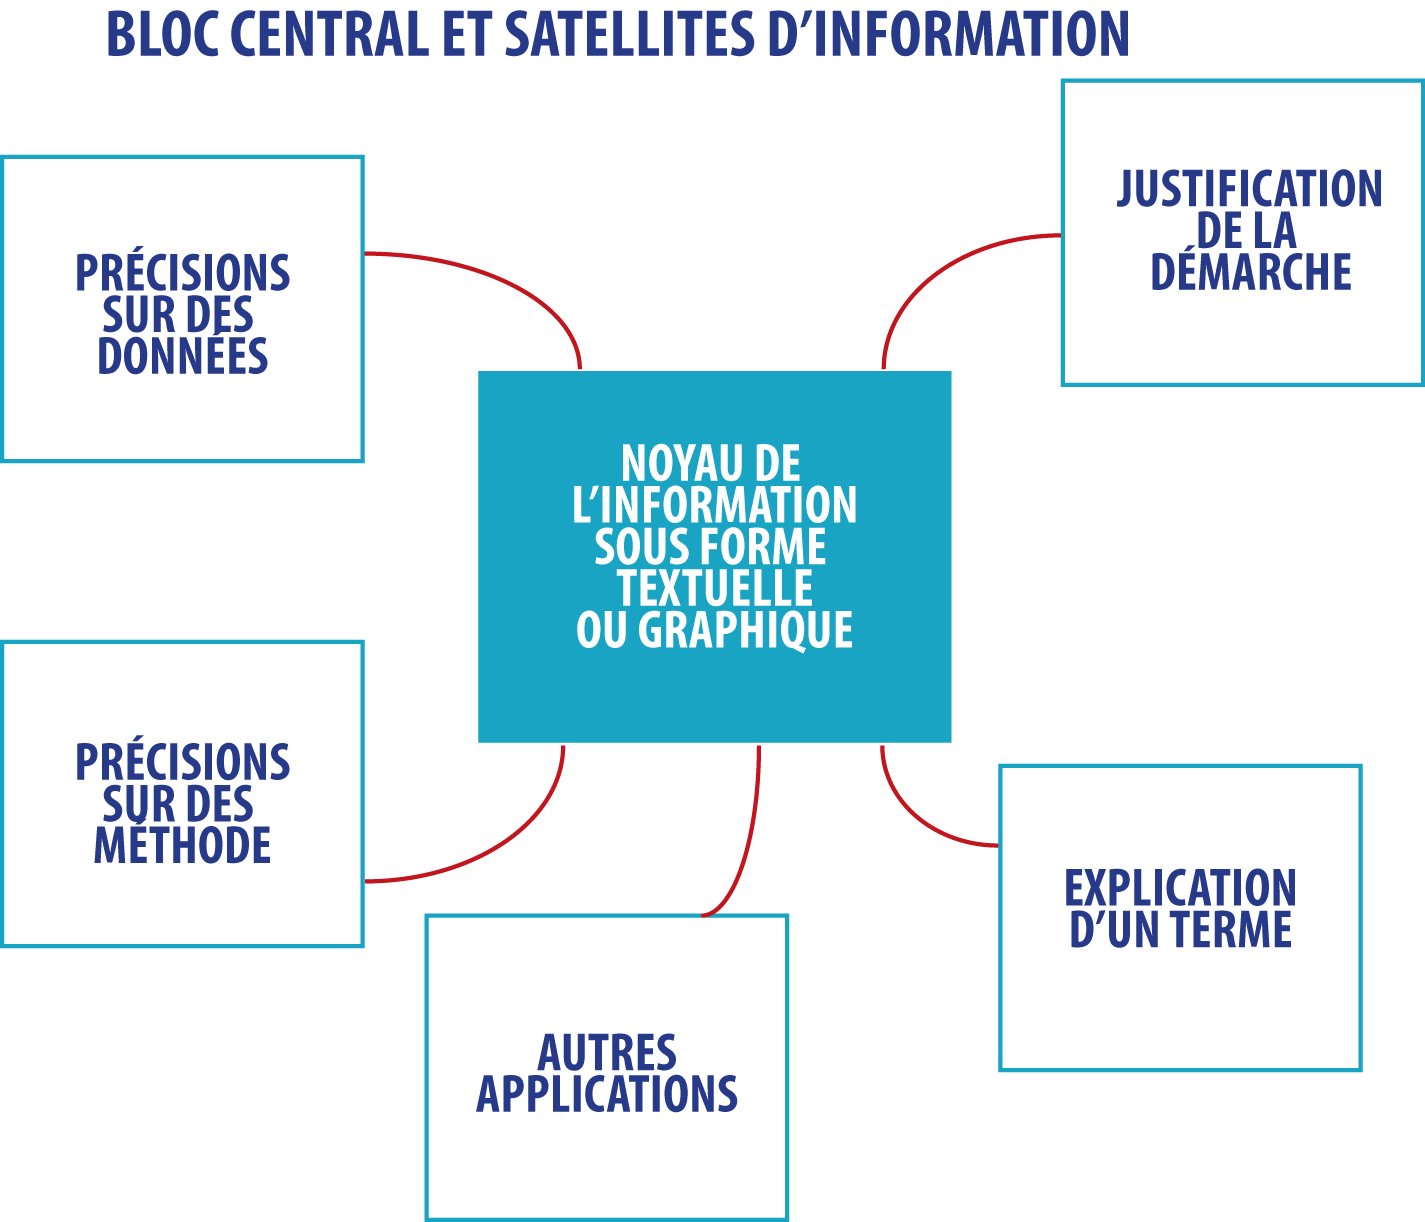 BLOC CENTRAL ET SATELLITES D’INFORMATION
JUSTIFICATION
DE LA
DÉMARCHE
PRÉCISIONS
SUR DES
DONNÉES
NOYAU DE
L’INFORMATION
SOUS FORME
TEXTUELLE
OU GRAPHIQUE
PRÉCISIONS
SUR DES
MÉTHODE
EXPLICATION
D’UN TERME
AUTRES
APPLICATIONS